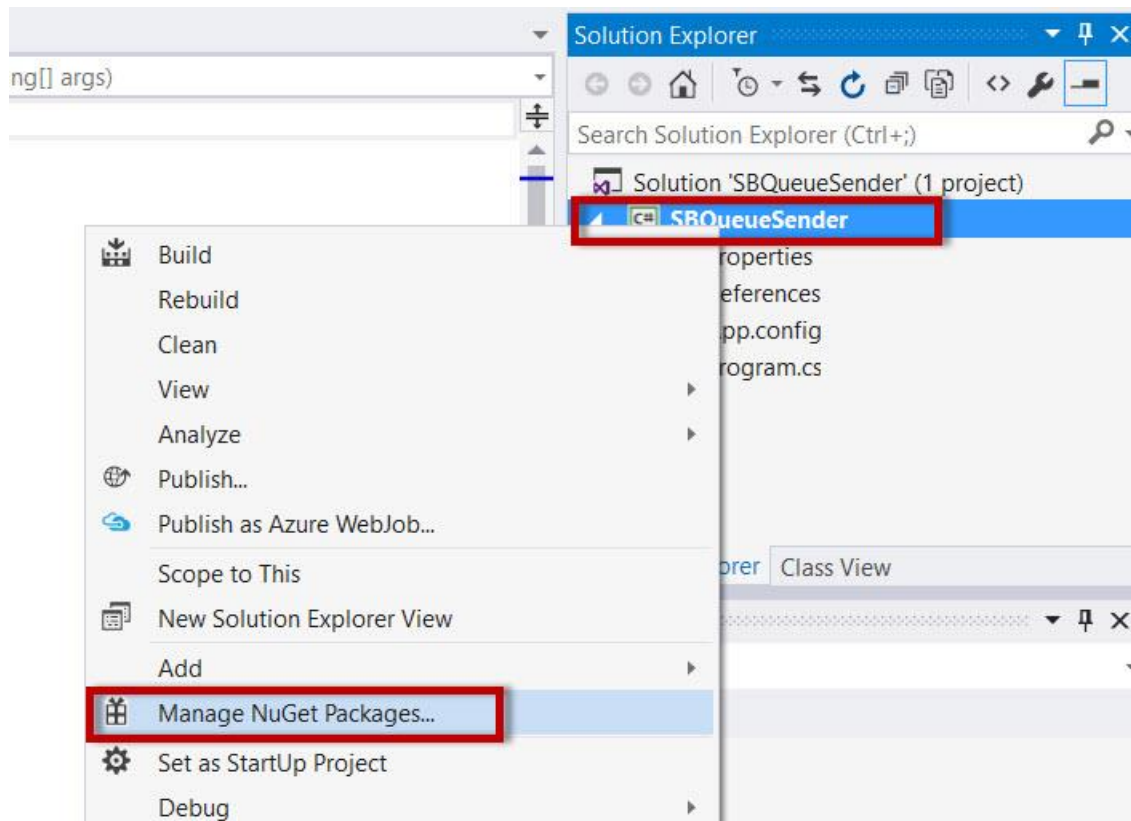 Solution Explorer
ng[] args)
Search Solution Explorer (Ctrl+;)
Solution 'SBQueueSender' (1 project)
C# SBQueueSender
roperties
eferences
pp.config
rogram.cs
Build
Rebuild
Clean
View
Analyze
Publish...
Publish as Azure WebJob...
Scope to This
New Solution Explorer View
Add
Manage NuGet Packages...
Set as StartUp Project
Debug
orer Class View